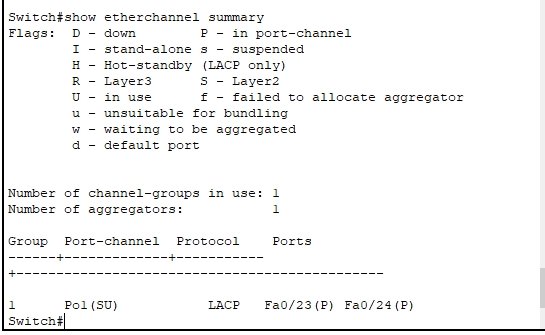 Switch#show etherchannel summary
Flags:  D - down        P - in port-channel
        I - stand-alone s - suspended
        H - Hot-standby (LACP only)
        R - Layer3      S - Layer2
        U - in use      f - failed to allocate aggregator
        u - unsuitable for bundling
        w - waiting to be aggregated
        d - default port
Number of channel-groups in use: 1
Number of aggregators:           1
Group  Port-channel  Protocol    Ports
------+-------------+-----------
+----------------------------------------------
1      Po1(SU)           LACP   Fa0/23(P) Fa0/24(P)
Switch#